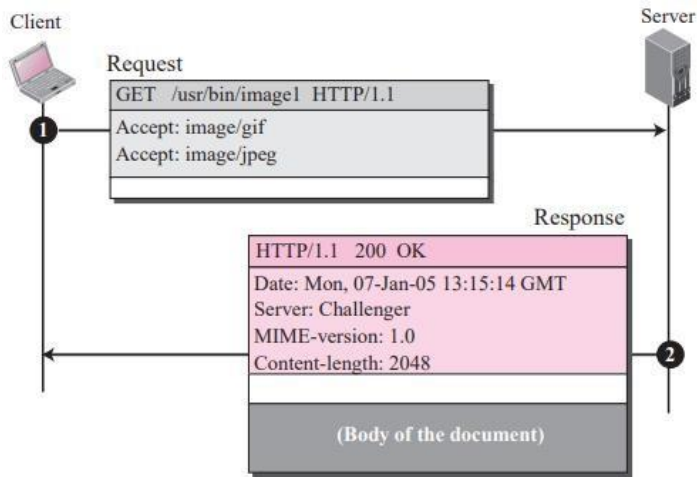 Client
Server
Request
GET /usr/bin/image1 HTTP/1.1
1
Accept: image/gif
Accept: image/jpeg
Response
HTTP/1.1 200 OK
Date: Mon, 07-Jan-05 13:15:14 GMT
Server: Challenger
MIME-version: 1.0
Content-length: 2048
2
(Body of the document)